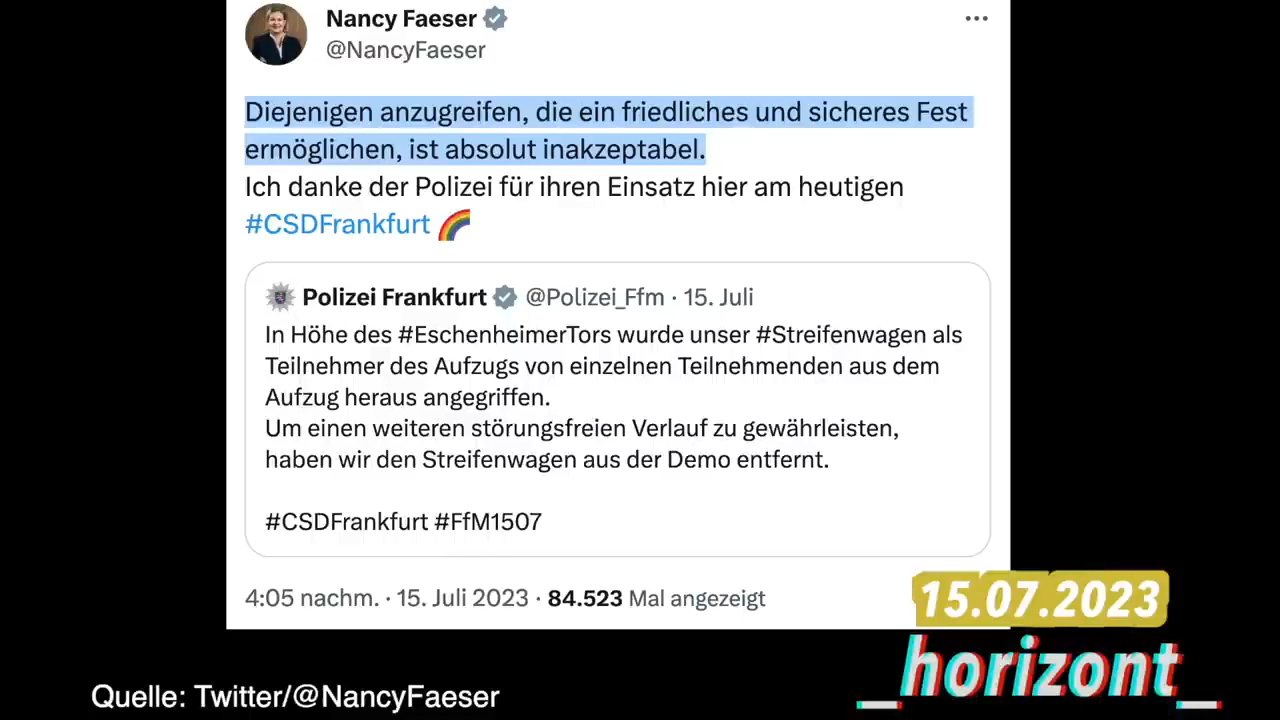 Nancy Faeser
@NancyFaeser
Diejenigen anzugreifen, die ein friedliches und sicheres Fest
ermöglichen, ist absolut inakzeptabel.
Ich danke der Polizei für ihren Einsatz hier am heutigen
#CSDFrankfurt 🌈
Polizei Frankfurt @Polizei_Ffm · 15. Juli
In Höhe des #EschenheimerTors wurde unser #Streifenwagen als
Teilnehmer des Aufzugs von einzelnen Teilnehmenden aus dem
Aufzug heraus angegriffen.
Um einen weiteren störungsfreien Verlauf zu gewährleisten,
haben wir den Streifenwagen aus der Demo entfernt.
#CSDFrankfurt #FfM1507
4:05 nachm. · 15. Juli 2023 · 84.523 Mal angezeigt
15.07.2023
_horizont_
Quelle: Twitter/@NancyFaeser